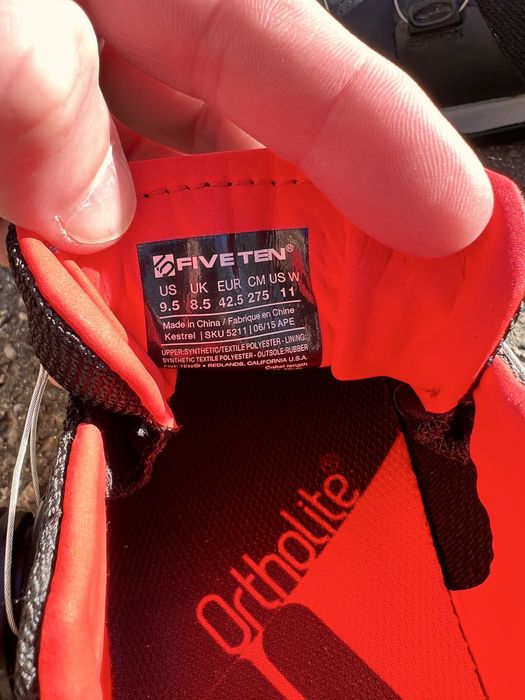 FIVE TEN®
US UK EUR CM US W
9.5 8.5 42.5 275 11
Made in China / Fabrique en Chine
Kestrel | SKU 5211 | 06/15 APE
UPPER:SYNTHETIC/TEXTILE POLYESTER - LINING:
SYNTHETIC TEXTILE POLYESTER - OUTSOLE:RUBBER
FIVE TEN® • REDLANDS, CALIFORNIA U.S.A.
Ortholite®